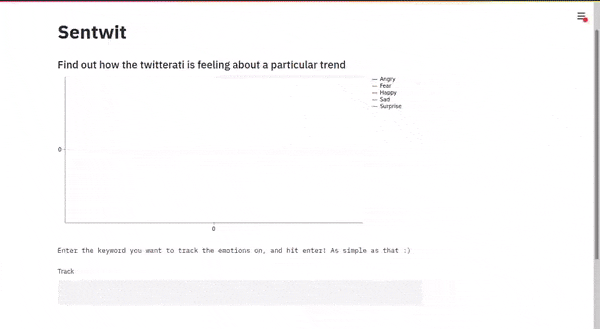 Sentwit
Find out how the twitterati is feeling about a particular trend
Angry
Fear
Happy
Sad
Surprise
0
0
Enter the keyword you want to track the emotions on, and hit enter! As simple as that :)
Track